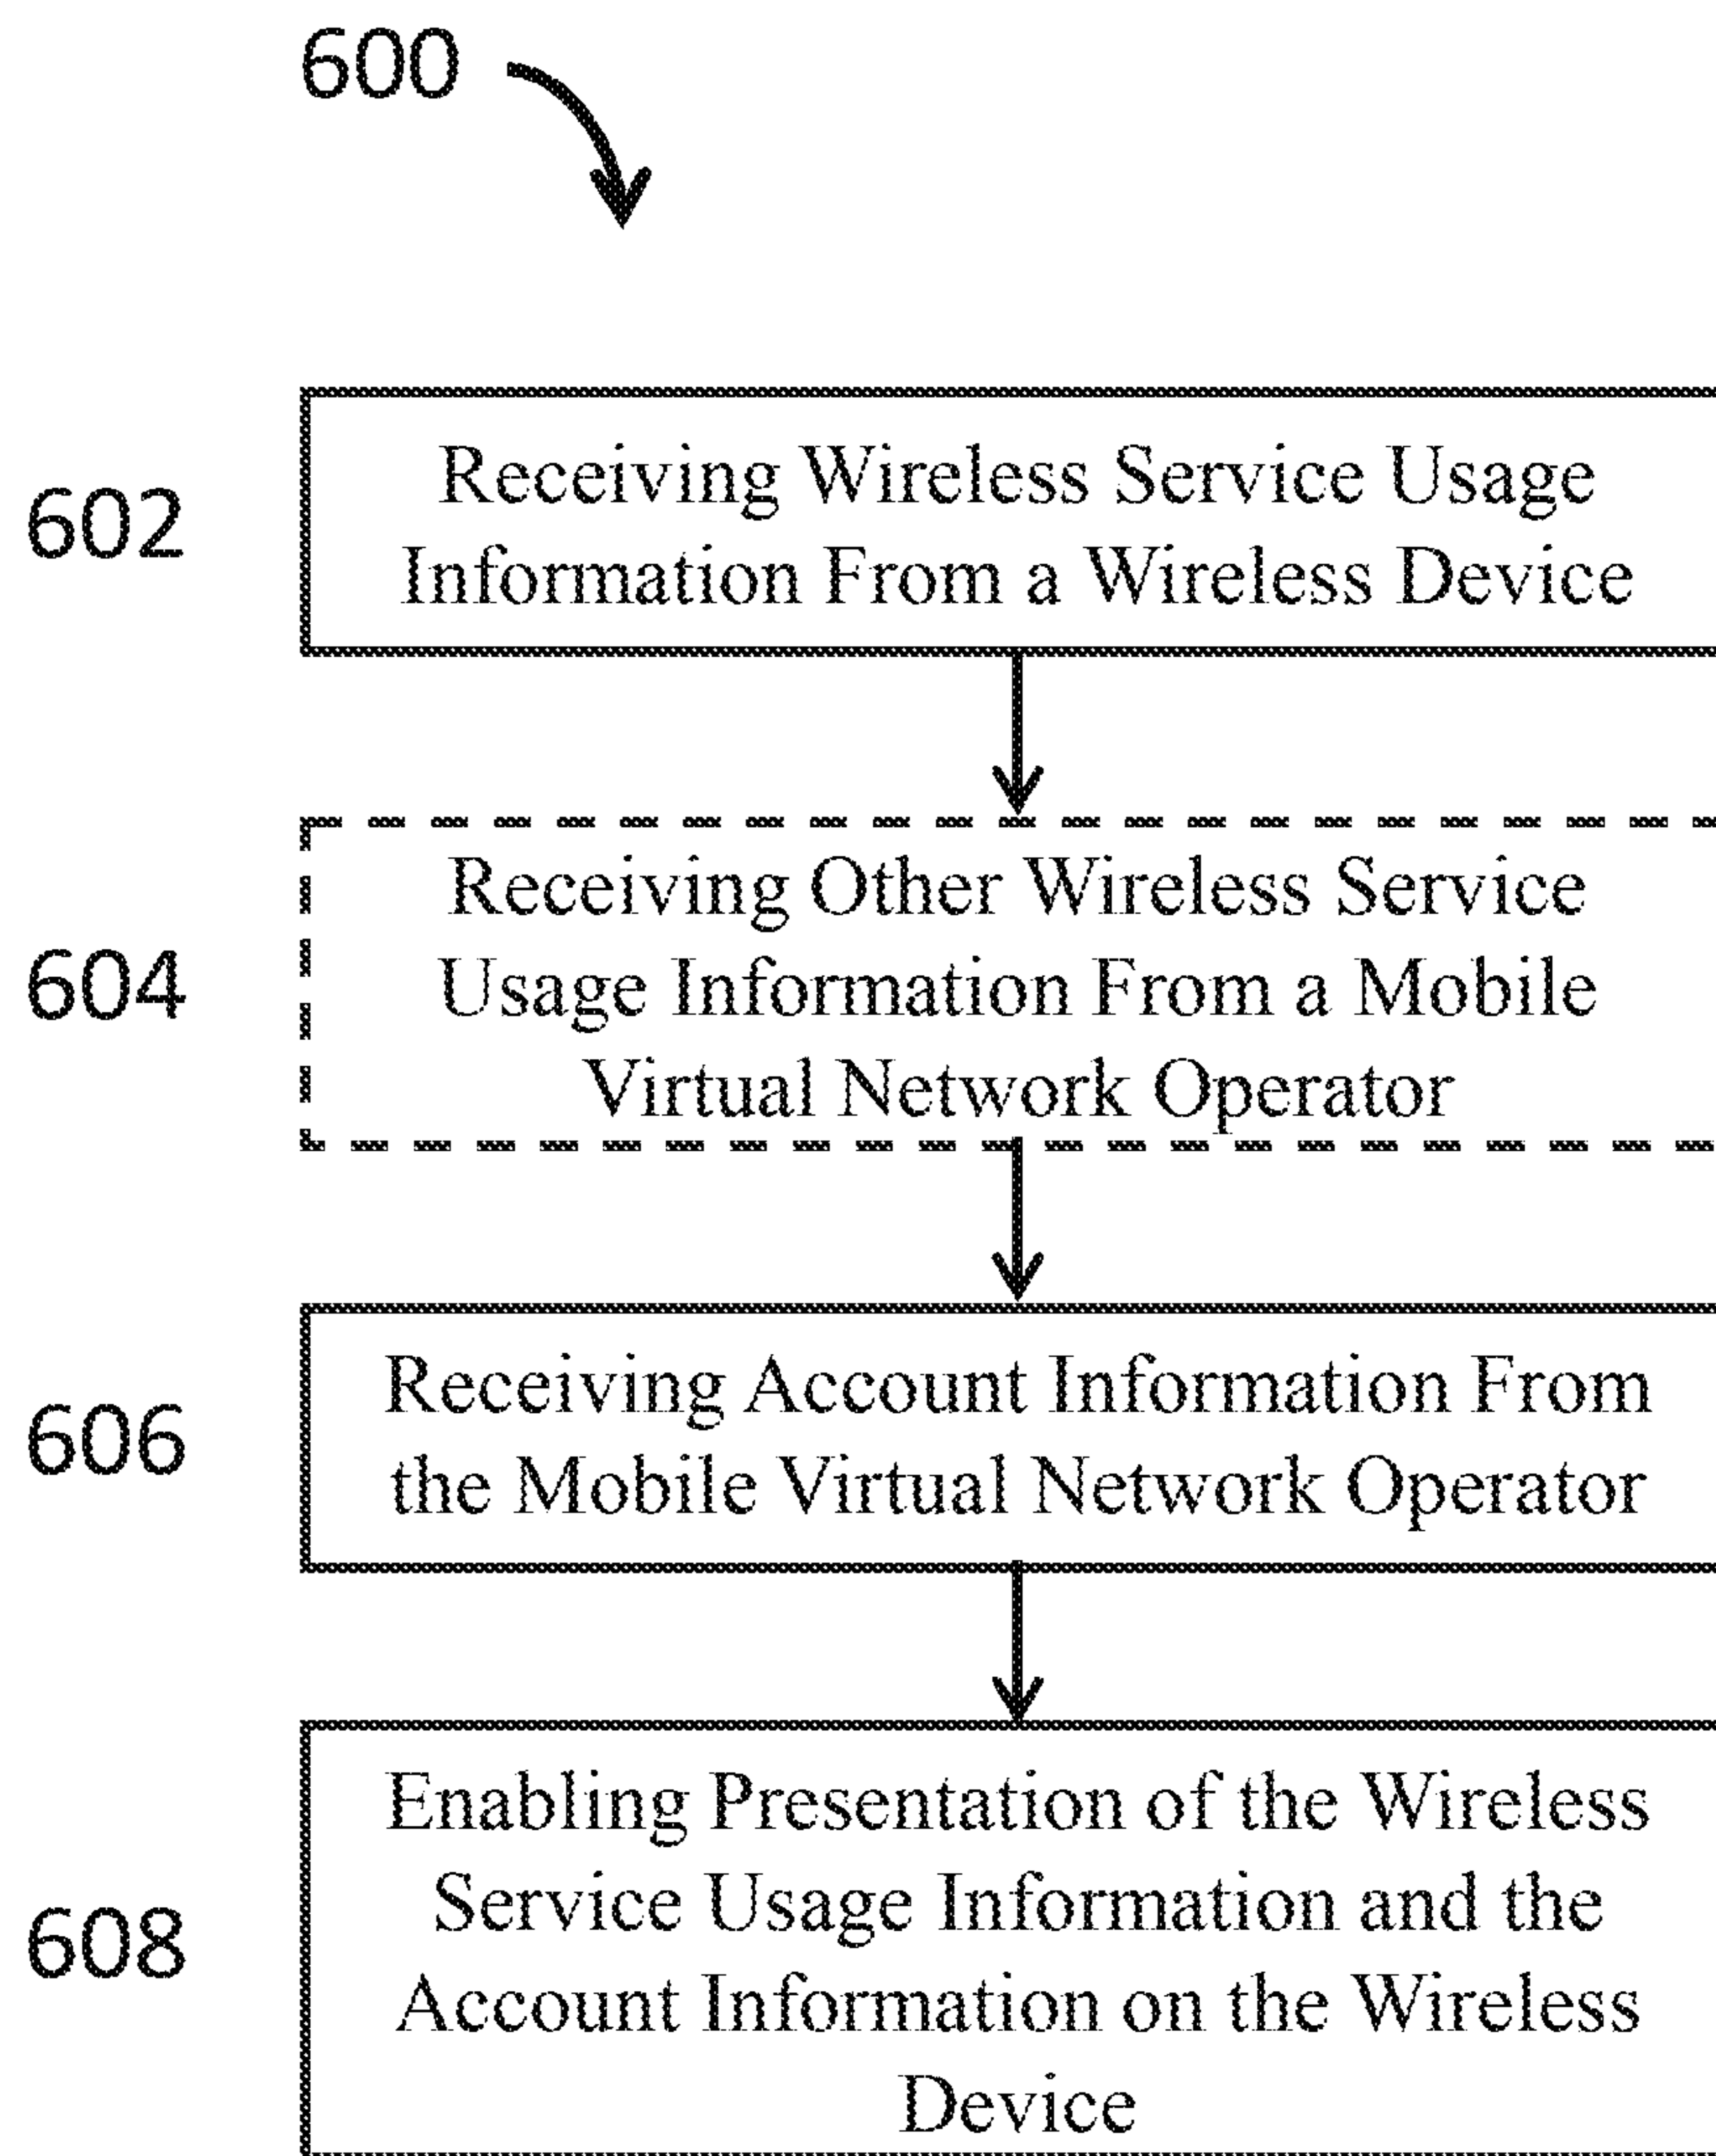 600
602
Receiving Wireless Service Usage
Information From a Wireless Device
604
Receiving Other Wireless Service
Usage Information From a Mobile
Virtual Network Operator
606
Receiving Account Information From
the Mobile Virtual Network Operator
608
Enabling Presentation of the Wireless
Service Usage Information and the
Account Information on the Wireless
Device